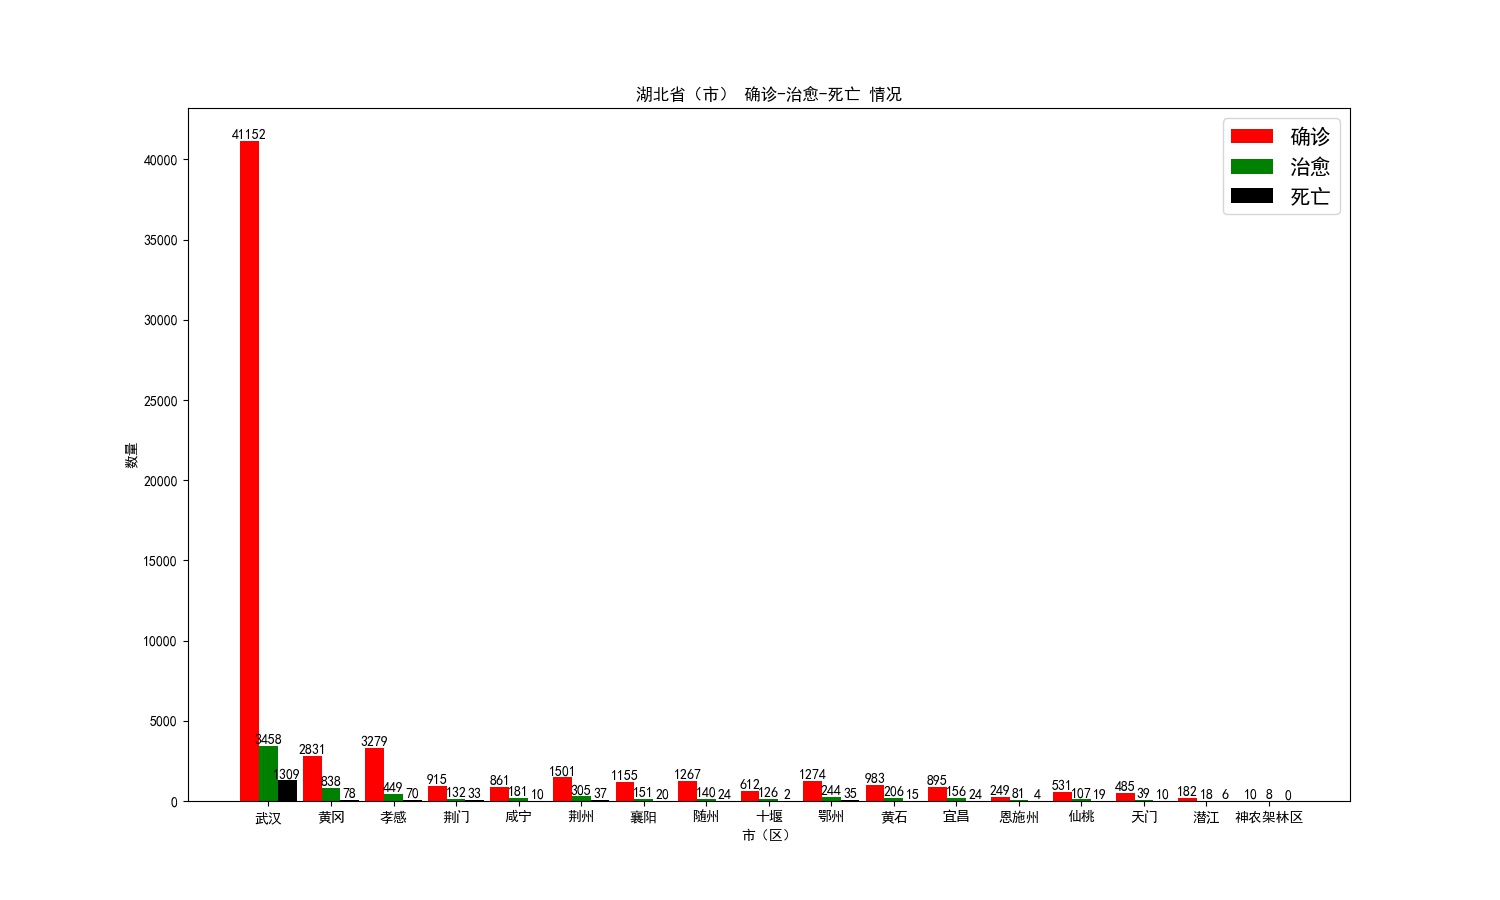 湖北省（市） 确诊-治愈-死亡 情况
确诊
治愈
死亡
数量
40000
35000
30000
25000
20000
15000
10000
5000
0
41152 3458 1309
2831 838 78
3279 449 70
915 132 33
861 181 10
1501 305 37
1155 151 20
1267 140 24
612 126 2
1274 244 35
983 206 15
895 156 24
249 81 4
531 107 19
485 39 10
182 18 6
10 8 0
武汉 黄冈 孝感 荆门 咸宁 荆州 襄阳 随州 十堰 鄂州 黄石 宜昌 恩施州 仙桃 天门 潜江 神农架林区
市（区）